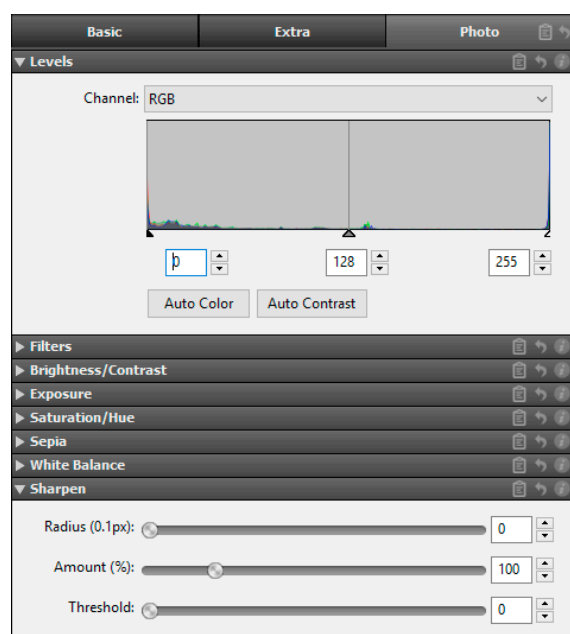 Basic Extra Photo
Levels
Channel: RGB
0 128 255
Auto Color Auto Contrast
Filters
Brightness/Contrast
Exposure
Saturation/Hue
Sepia
White Balance
Sharpen
Radius (0.1px): 0
Amount (%): 100
Threshold: 0